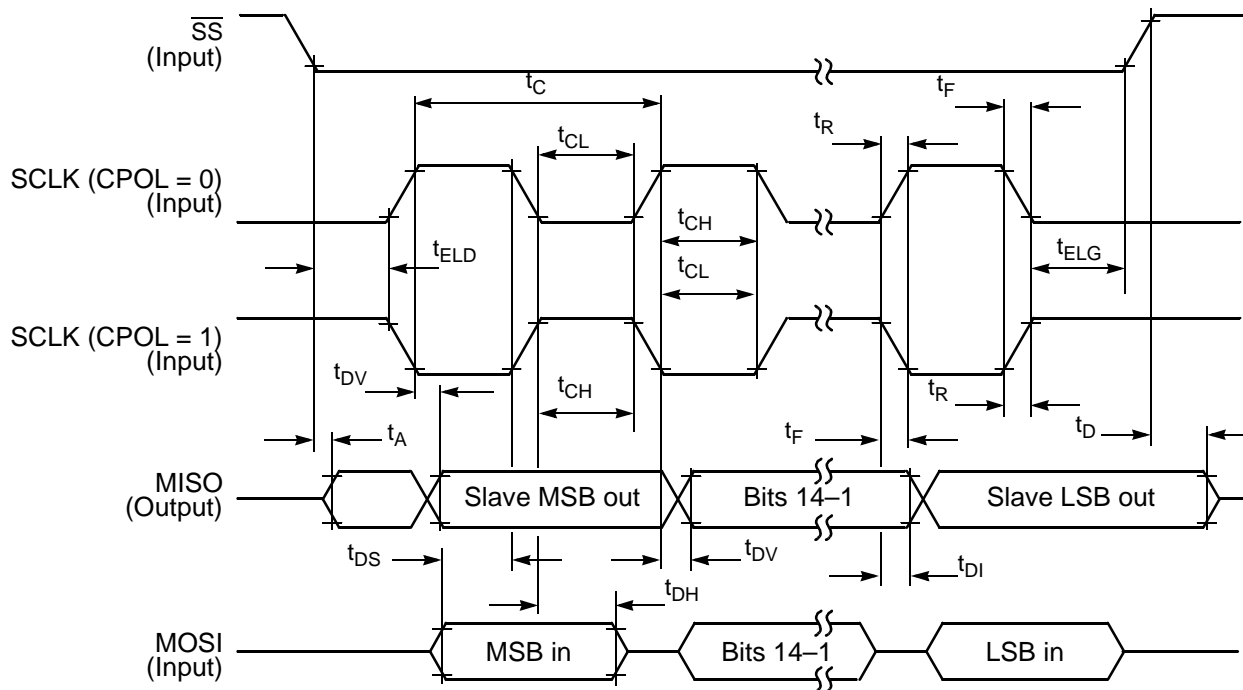 SS
(Input)
tC
tF
tR
tCL
SCLK (CPOL = 0)
(Input)
tCH
tELD
tELG
tCL
SCLK (CPOL = 1)
(Input)
tDV
tCH
tR
tA
tF
tD
MISO
(Output)
Slave MSB out
Bits 14–1
Slave LSB out
tDS
tDV
tDI
tDH
MOSI
(Input)
MSB in
Bits 14–1
LSB in